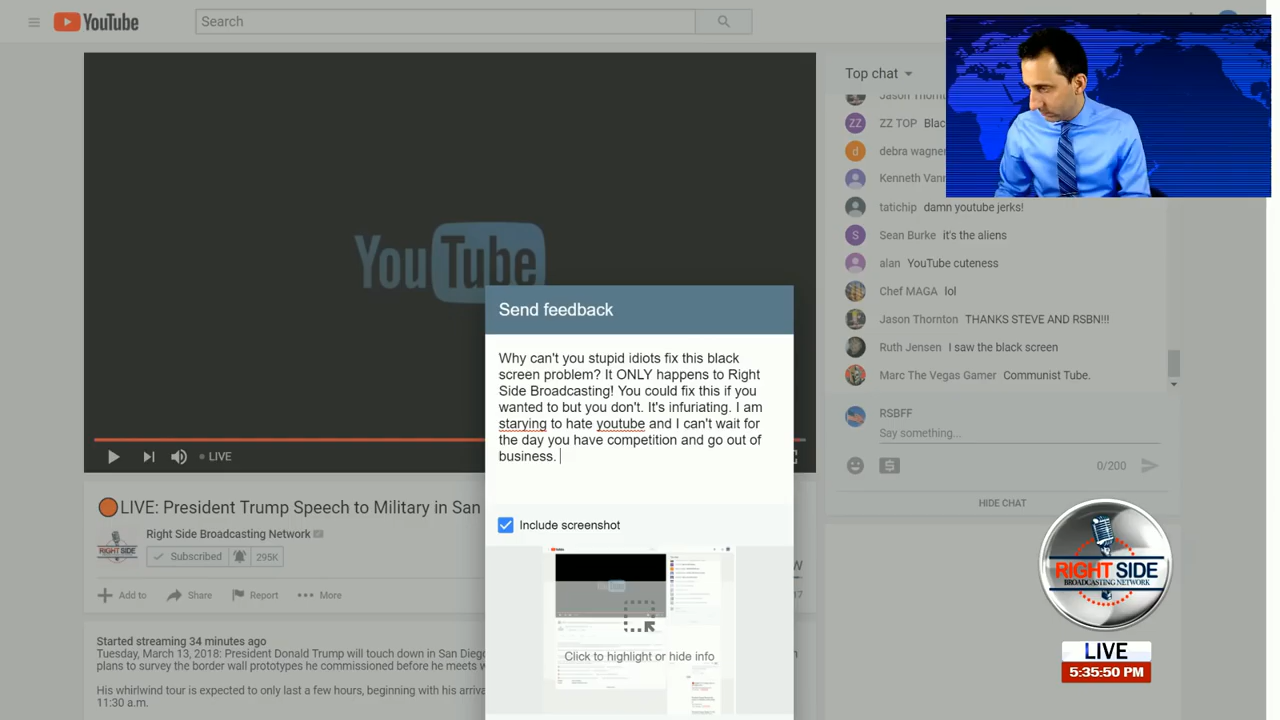 YouTube
Search
YouTube
LIVE
LIVE: President Trump Speech to Military in San
Right Side Broadcasting Network
Subscribed
295K
Add to
Share
Report
More
Started streaming 34 minutes ago
Tuesday, March 13, 2018: President Donald Trump will touch down in San Diego
plans to survey the border wall prototypes he commissioned before he meets
His whirlwind tour is expected to only last a few hours, beginning with his
11:30 a.m.
Send feedback
Why can't you stupid idiots fix this black
screen problem? It ONLY happens to Right
Side Broadcasting! You could fix this if you
wanted to but you don't. It's infuriating. I am
starying to hate youtube and I can't wait for
the day you have competition and go out of
business.
Include screenshot
Click to highlight or hide info
Top chat
ZZ
ZZ TOP
d
debra wagner
Kenneth
tatichip damn youtube jerks!
S
Sean Burke it's the aliens
alan YouTube cuteness
Chef MAGA lol
Jason Thornton THANKS STEVE AND RSBN!!!
Ruth Jensen I saw the black screen
Marc The Vegas Gamer Communist Tube.
RSBFF
Say something...
0/200
HIDE CHAT
RIGHT SIDE
BROADCASTING NETWORK
LIVE
5:35:50 PM